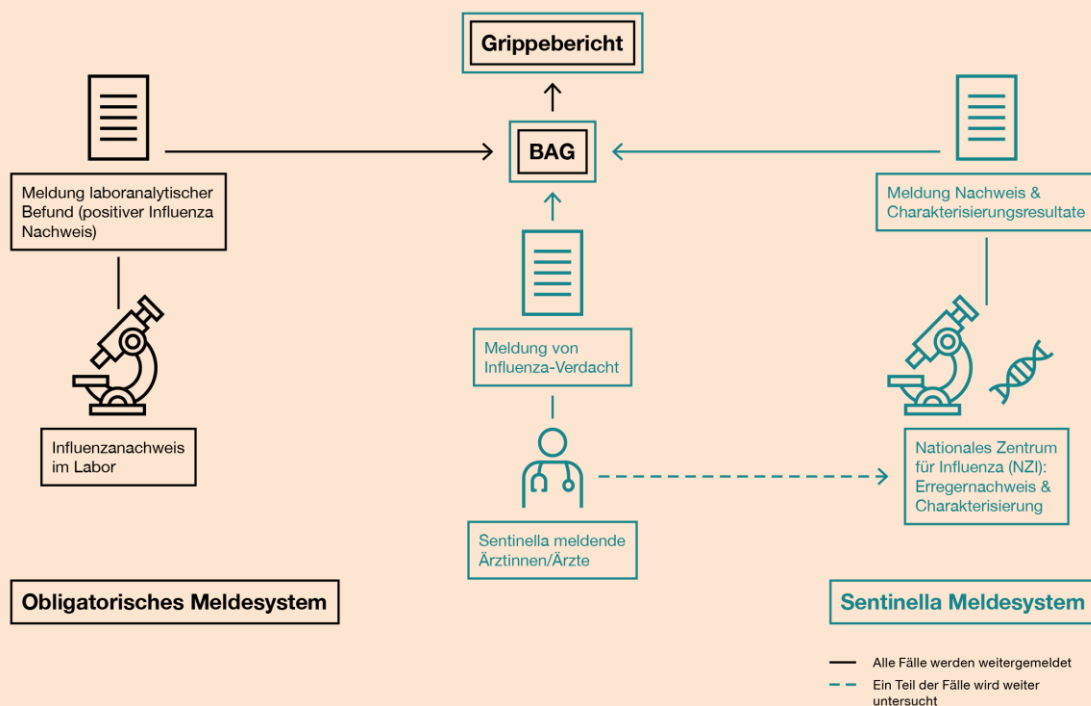 Grippebericht
BAG
Meldung laboranalytischer
Befund (positiver Influenza
Nachweis)
Meldung Nachweis &
Charakterisierungsresultate
Meldung von
Influenza-Verdacht
Influenzanachweis
im Labor
Nationales Zentrum
für Influenza (NZI):
Erregernachweis &
Charakterisierung
Sentinella meldende
Ärztinnen/Ärzte
Obligatorisches Meldesystem
Sentinella Meldesystem
Alle Fälle werden weitergemeldet
Ein Teil der Fälle wird weiter
untersucht